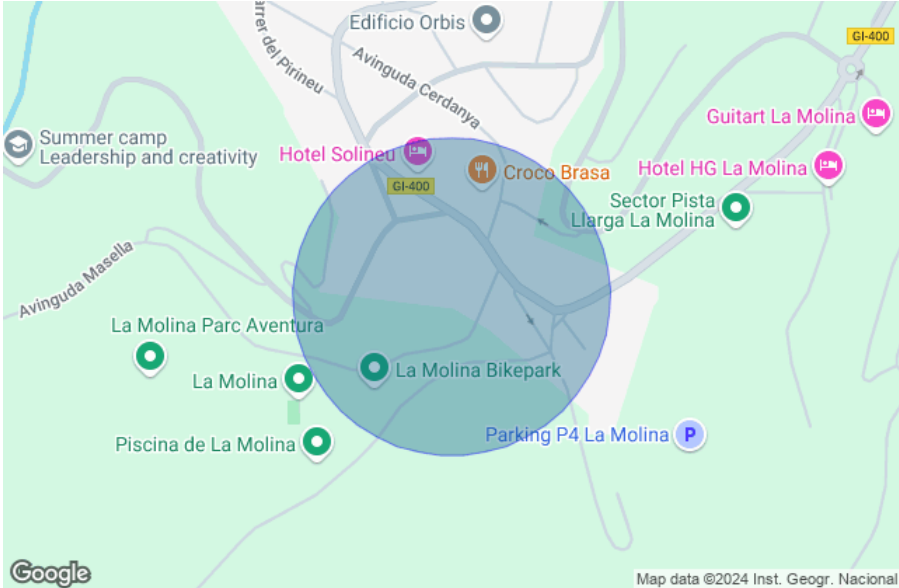 Edificio Orbis
GI-400
arrer del Pirineu
Avinguda Cerdanya
Guitart La Molina
Summer camp
Leadership and creativity
Hotel Solineu
Croco Brasa
Hotel HG La Molina
GI-400
Sector Pista
Llarga La Molina
Avinguda Masella
La Molina Parc Aventura
La Molina
La Molina Bikepark
Piscina de La Molina
Parking P4 La Molina
P
Google
Map data ©2024 Inst. Geogr. Nacional